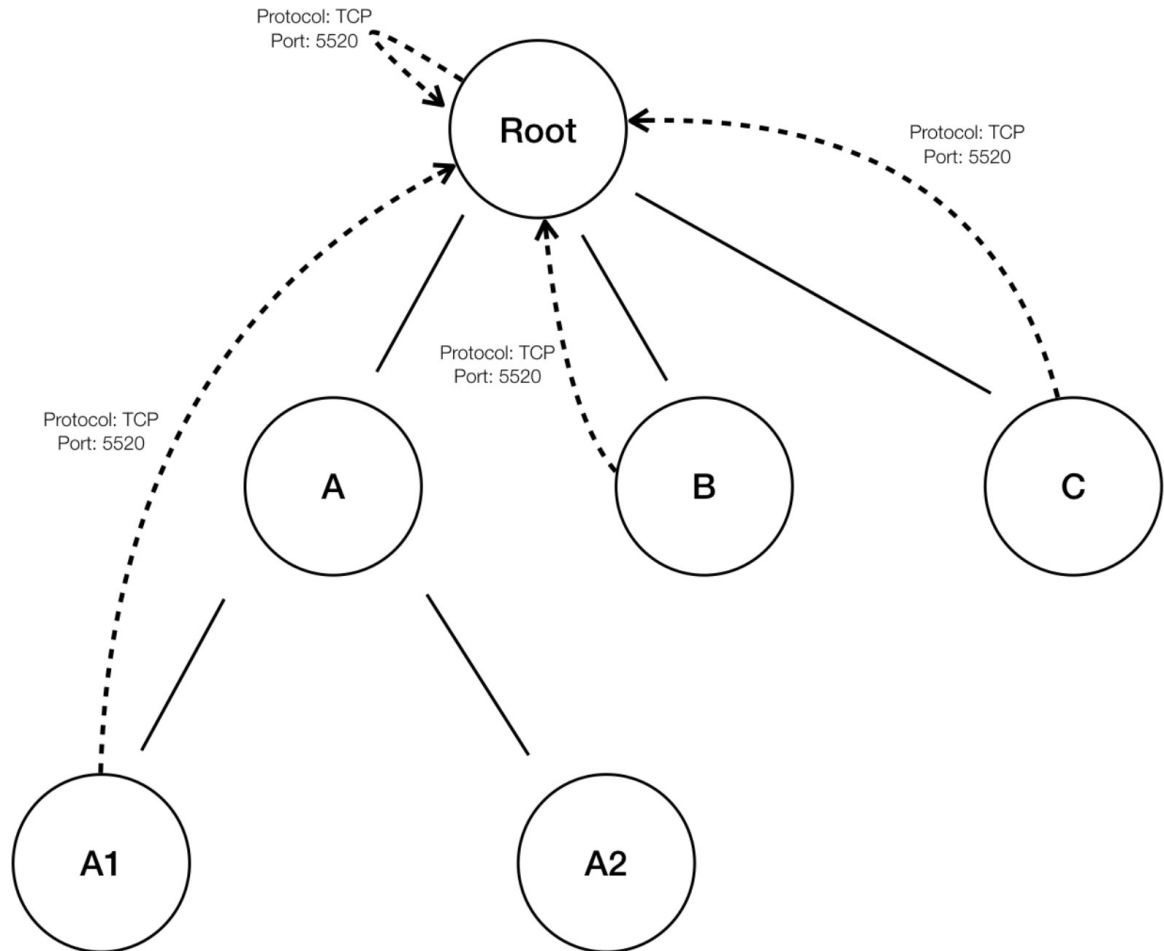 Protocol: TCP
Port: 5520
Root
Protocol: TCP
Port: 5520
Protocol: TCP
Port: 5520
Protocol: TCP
Port: 5520
A
B
C
A1
A2